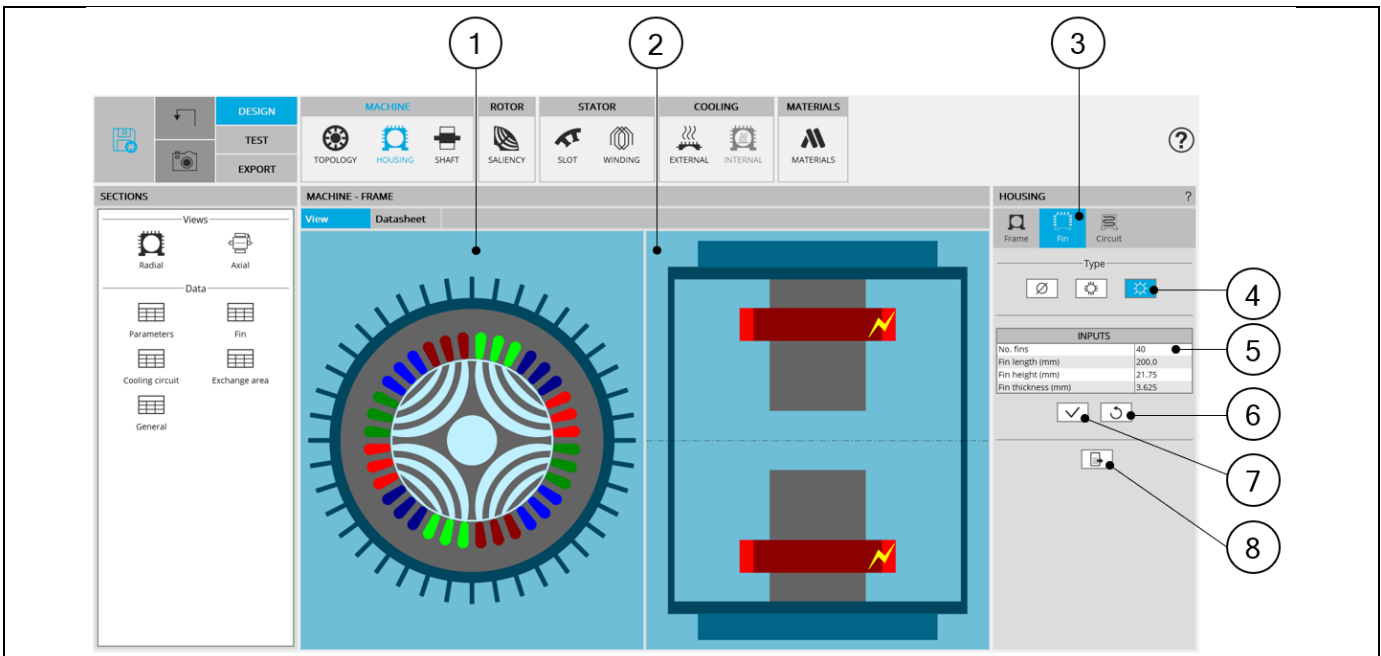 1 2 3
DESIGN MACHINE ROTOR STATOR COOLING MATERIALS
TEST
EXPORT
TOPOLOGY HOUSING SHAFT SALIENCY SLOT WINDING EXTERNAL INTERNAL MATERIALS
?
SECTIONS MACHINE - FRAME HOUSING ?
Views
Radial Axial
Data
Parameters Fin
Cooling circuit Exchange area
General
View Datasheet
Frame Fin Circuit
Type
4
INPUTS
No. fins 40
Fin length (mm) 200.0
Fin height (mm) 21.75
Fin thickness (mm) 3.625
5
6
7
8